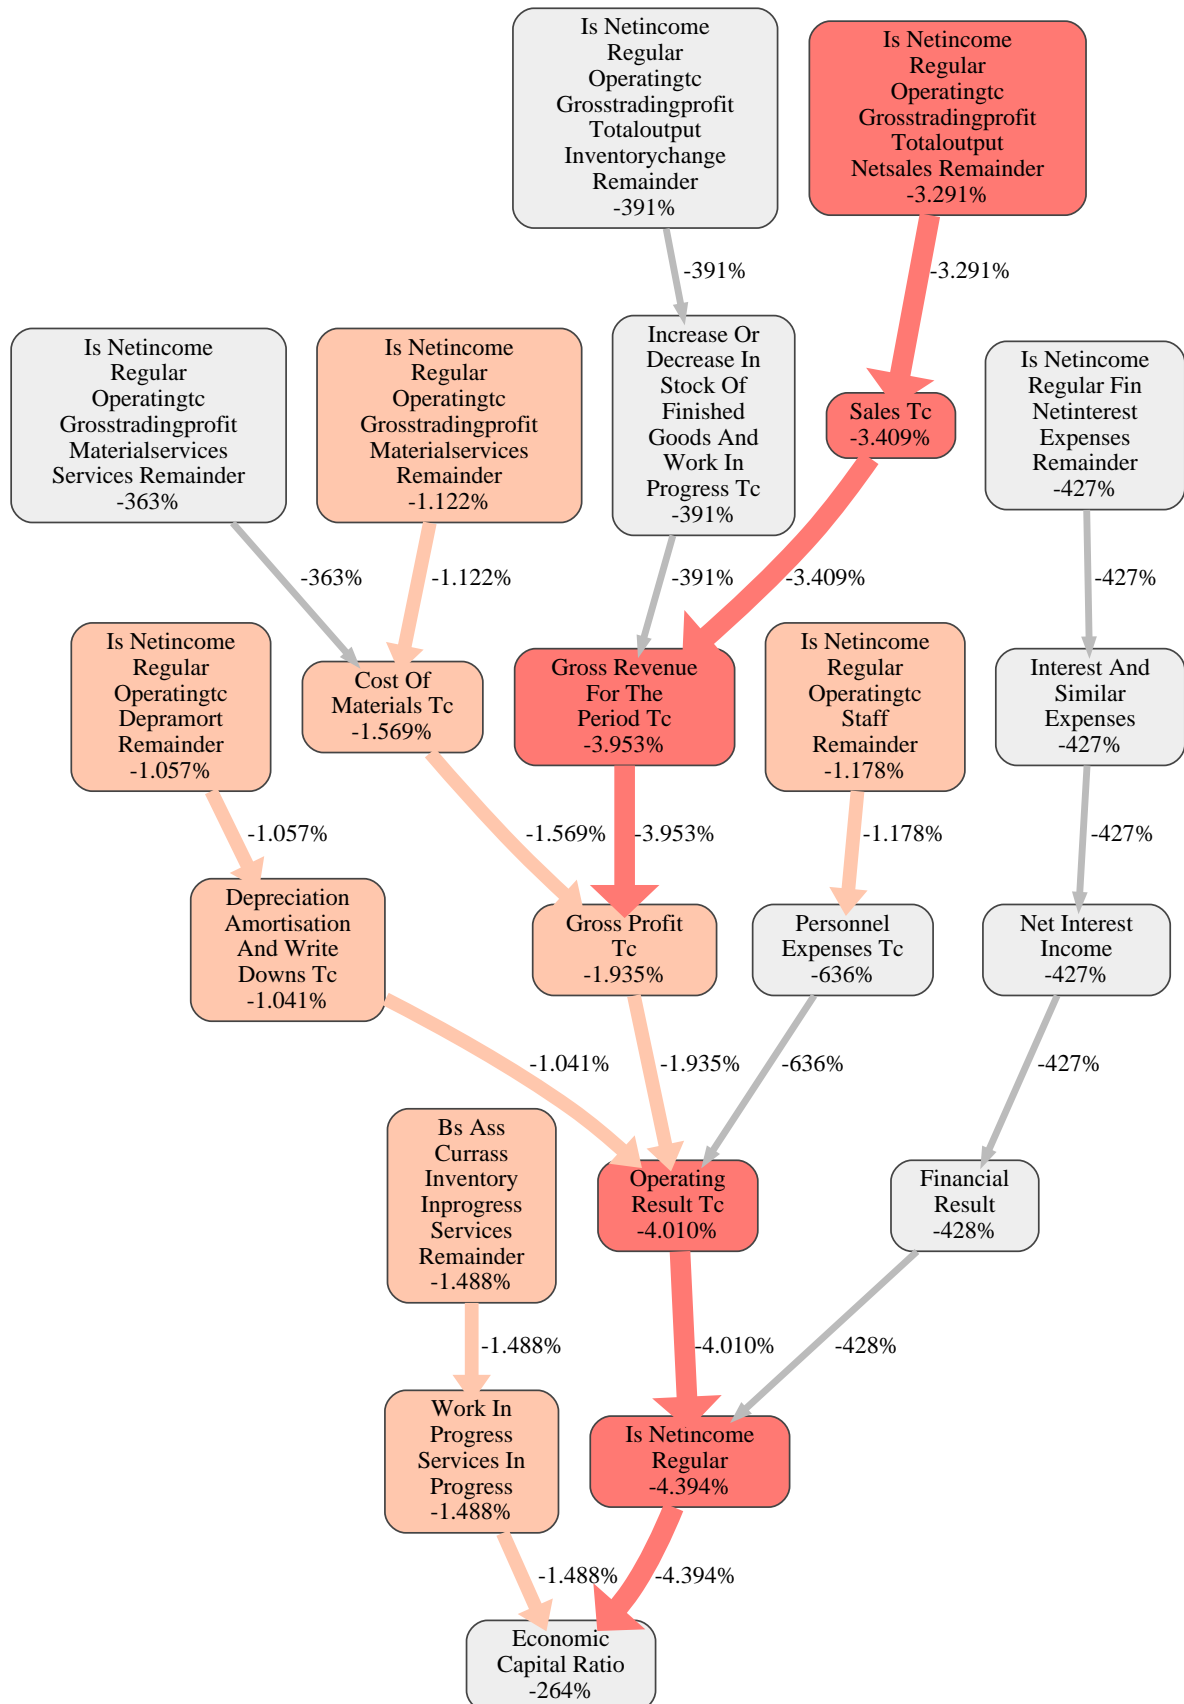 Is Netincome
Regular
Operatingtc
Grosstradingprofit
Totaloutput
Inventorychange
Remainder
-391%
Is Netincome
Regular
Operatingtc
Grosstradingprofit
Totaloutput
Netsales Remainder
-3.291%
-391%
-3.291%
Is Netincome
Regular
Operatingtc
Grosstradingprofit
Materialservices
Services Remainder
-363%
Is Netincome
Regular
Operatingtc
Grosstradingprofit
Materialservices
Remainder
-1.122%
Increase Or
Decrease In
Stock Of
Finished
Goods And
Work In
Progress Tc
-391%
Sales Tc
-3.409%
Is Netincome
Regular Fin
Netinterest
Expenses
Remainder
-427%
-363%
-1.122%
-391%
-3.409%
-427%
Is Netincome
Regular
Operatingtc
Depramort
Remainder
-1.057%
Cost Of
Materials Tc
-1.569%
Gross Revenue
For The
Period Tc
-3.953%
Is Netincome
Regular
Operatingtc
Staff
Remainder
-1.178%
Interest And
Similar
Expenses
-427%
-1.057%
-1.569%
-3.953%
-1.178%
-427%
Depreciation
Amortisation
And Write
Downs Tc
-1.041%
Gross Profit
Tc
-1.935%
Personnel
Expenses Tc
-636%
Net Interest
Income
-427%
-1.041%
-1.935%
-636%
-427%
Bs Ass
Currass
Inventory
Inprogress
Services
Remainder
-1.488%
Operating
Result Tc
-4.010%
Financial
Result
-428%
-1.488%
-4.010%
-428%
Work In
Progress
Services In
Progress
-1.488%
Is Netincome
Regular
-4.394%
-1.488%
-4.394%
Economic
Capital Ratio
-264%